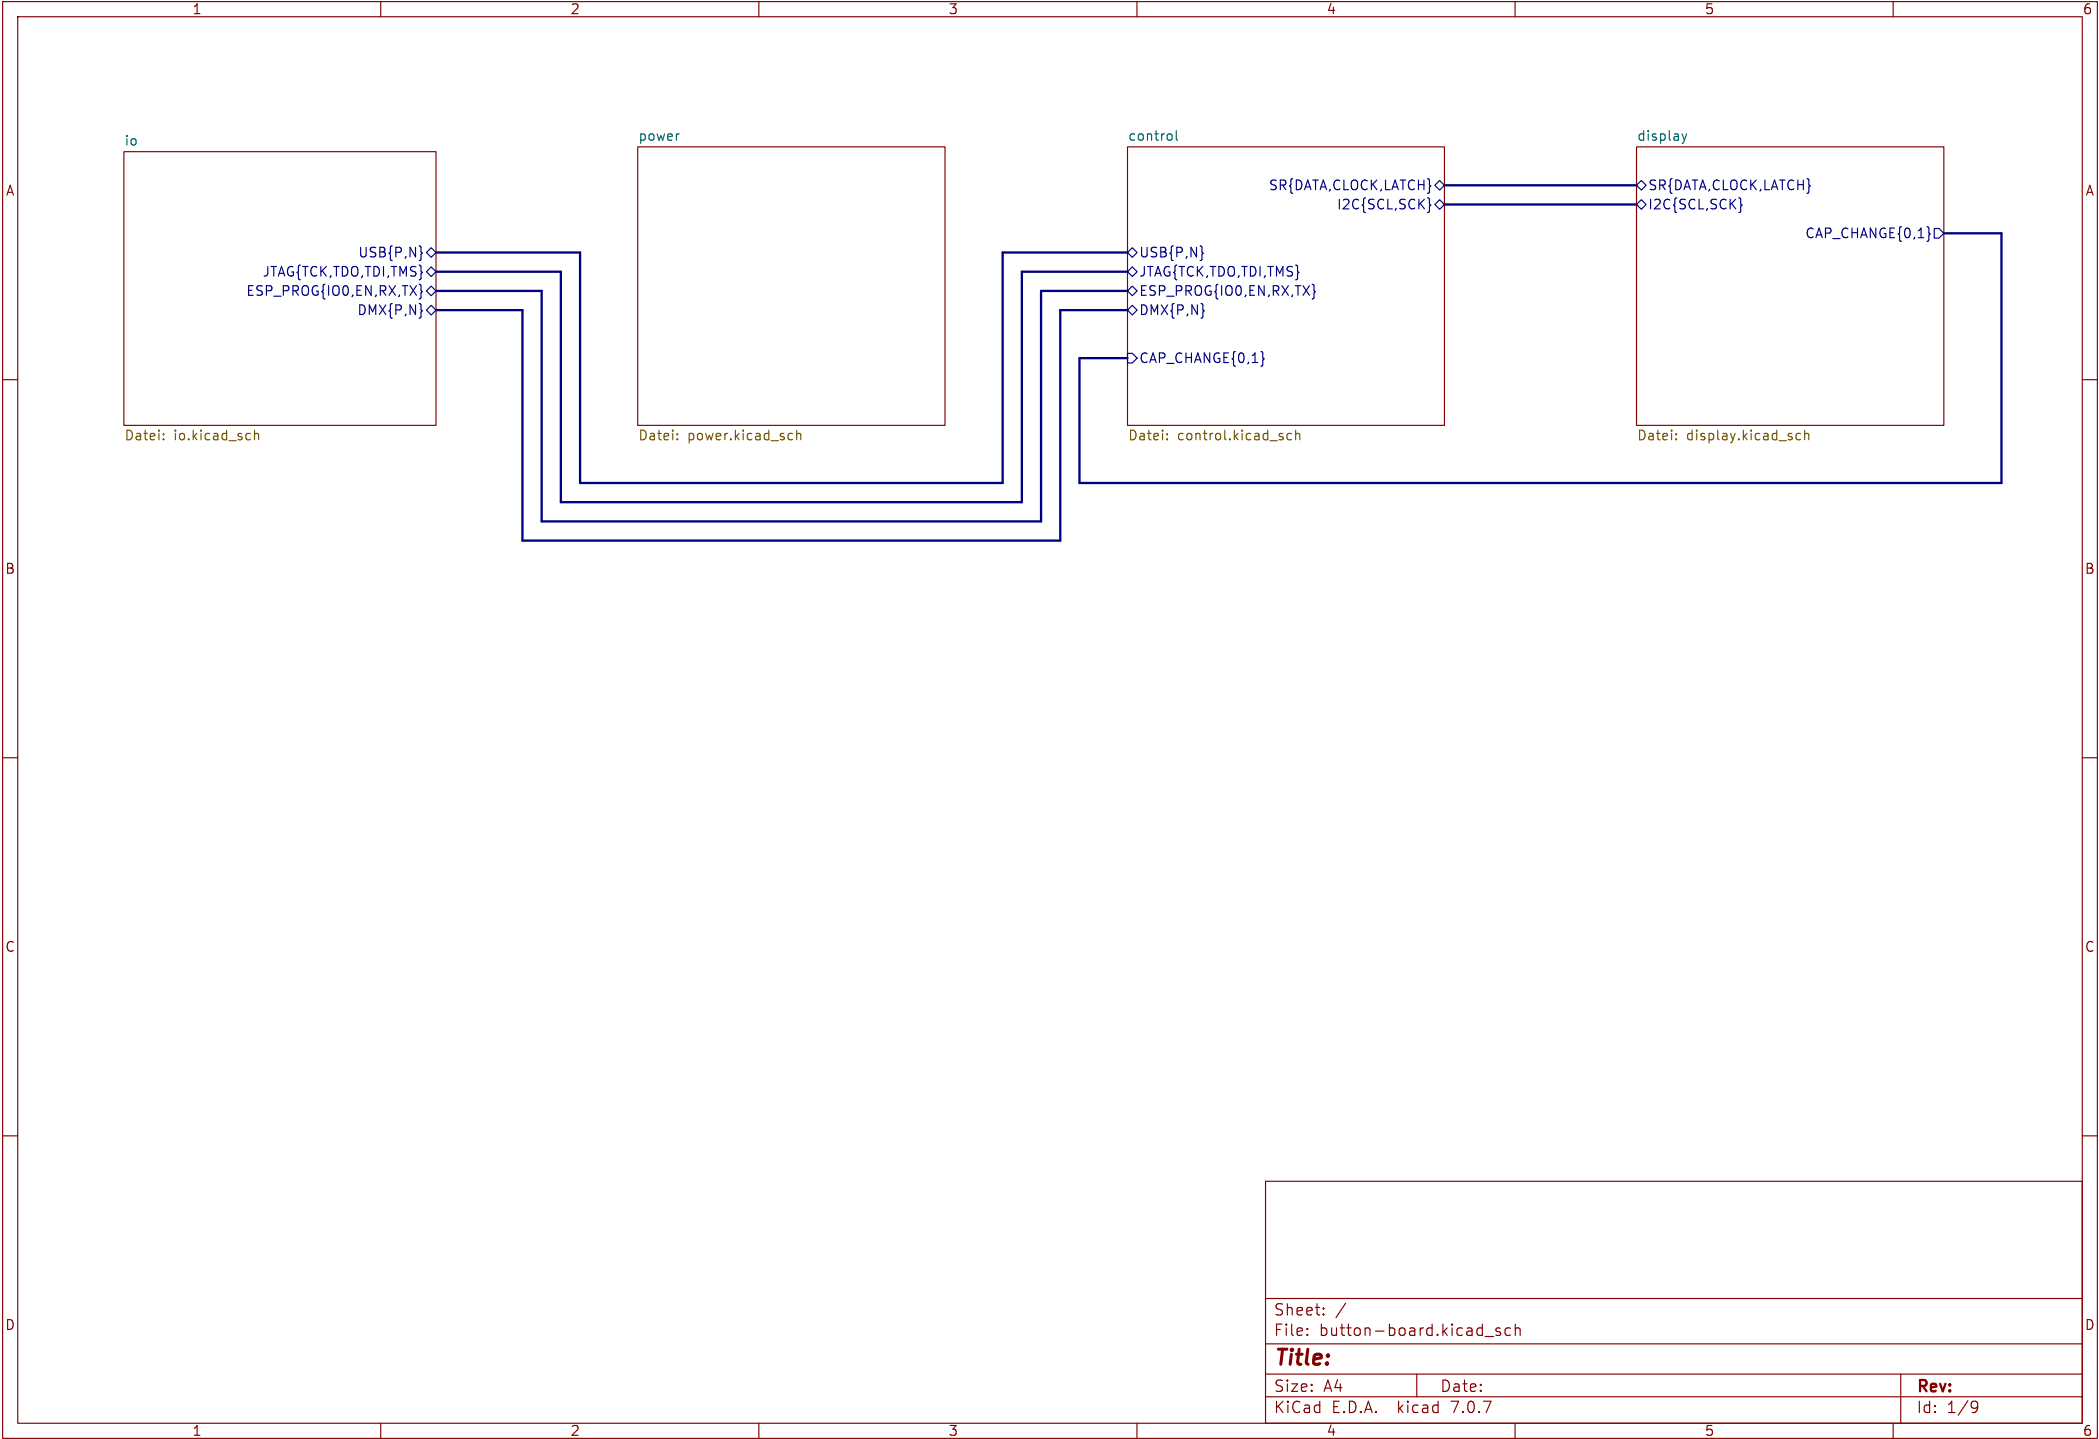 1 2 3 4 5 6
io
power
control
display
A
A
SR{DATA,CLOCK,LATCH}
SR{DATA,CLOCK,LATCH}
I2C{SCL,SCK}
I2C{SCL,SCK}
CAP_CHANGE{0,1}
USB{P,N}
USB{P,N}
JTAG{TCK,TDO,TDI,TMS}
JTAG{TCK,TDO,TDI,TMS}
ESP_PROG{IO0,EN,RX,TX}
ESP_PROG{IO0,EN,RX,TX}
DMX{P,N}
DMX{P,N}
CAP_CHANGE{0,1}
Datei: io.kicad_sch
Datei: power.kicad_sch
Datei: control.kicad_sch
Datei: display.kicad_sch
B
B
C
C
D
D
Sheet: /
File: button-board.kicad_sch
Title:
Size: A4
Date:
Rev:
KiCad E.D.A. kicad 7.0.7
Id: 1/9
1 2 3 4 5 6